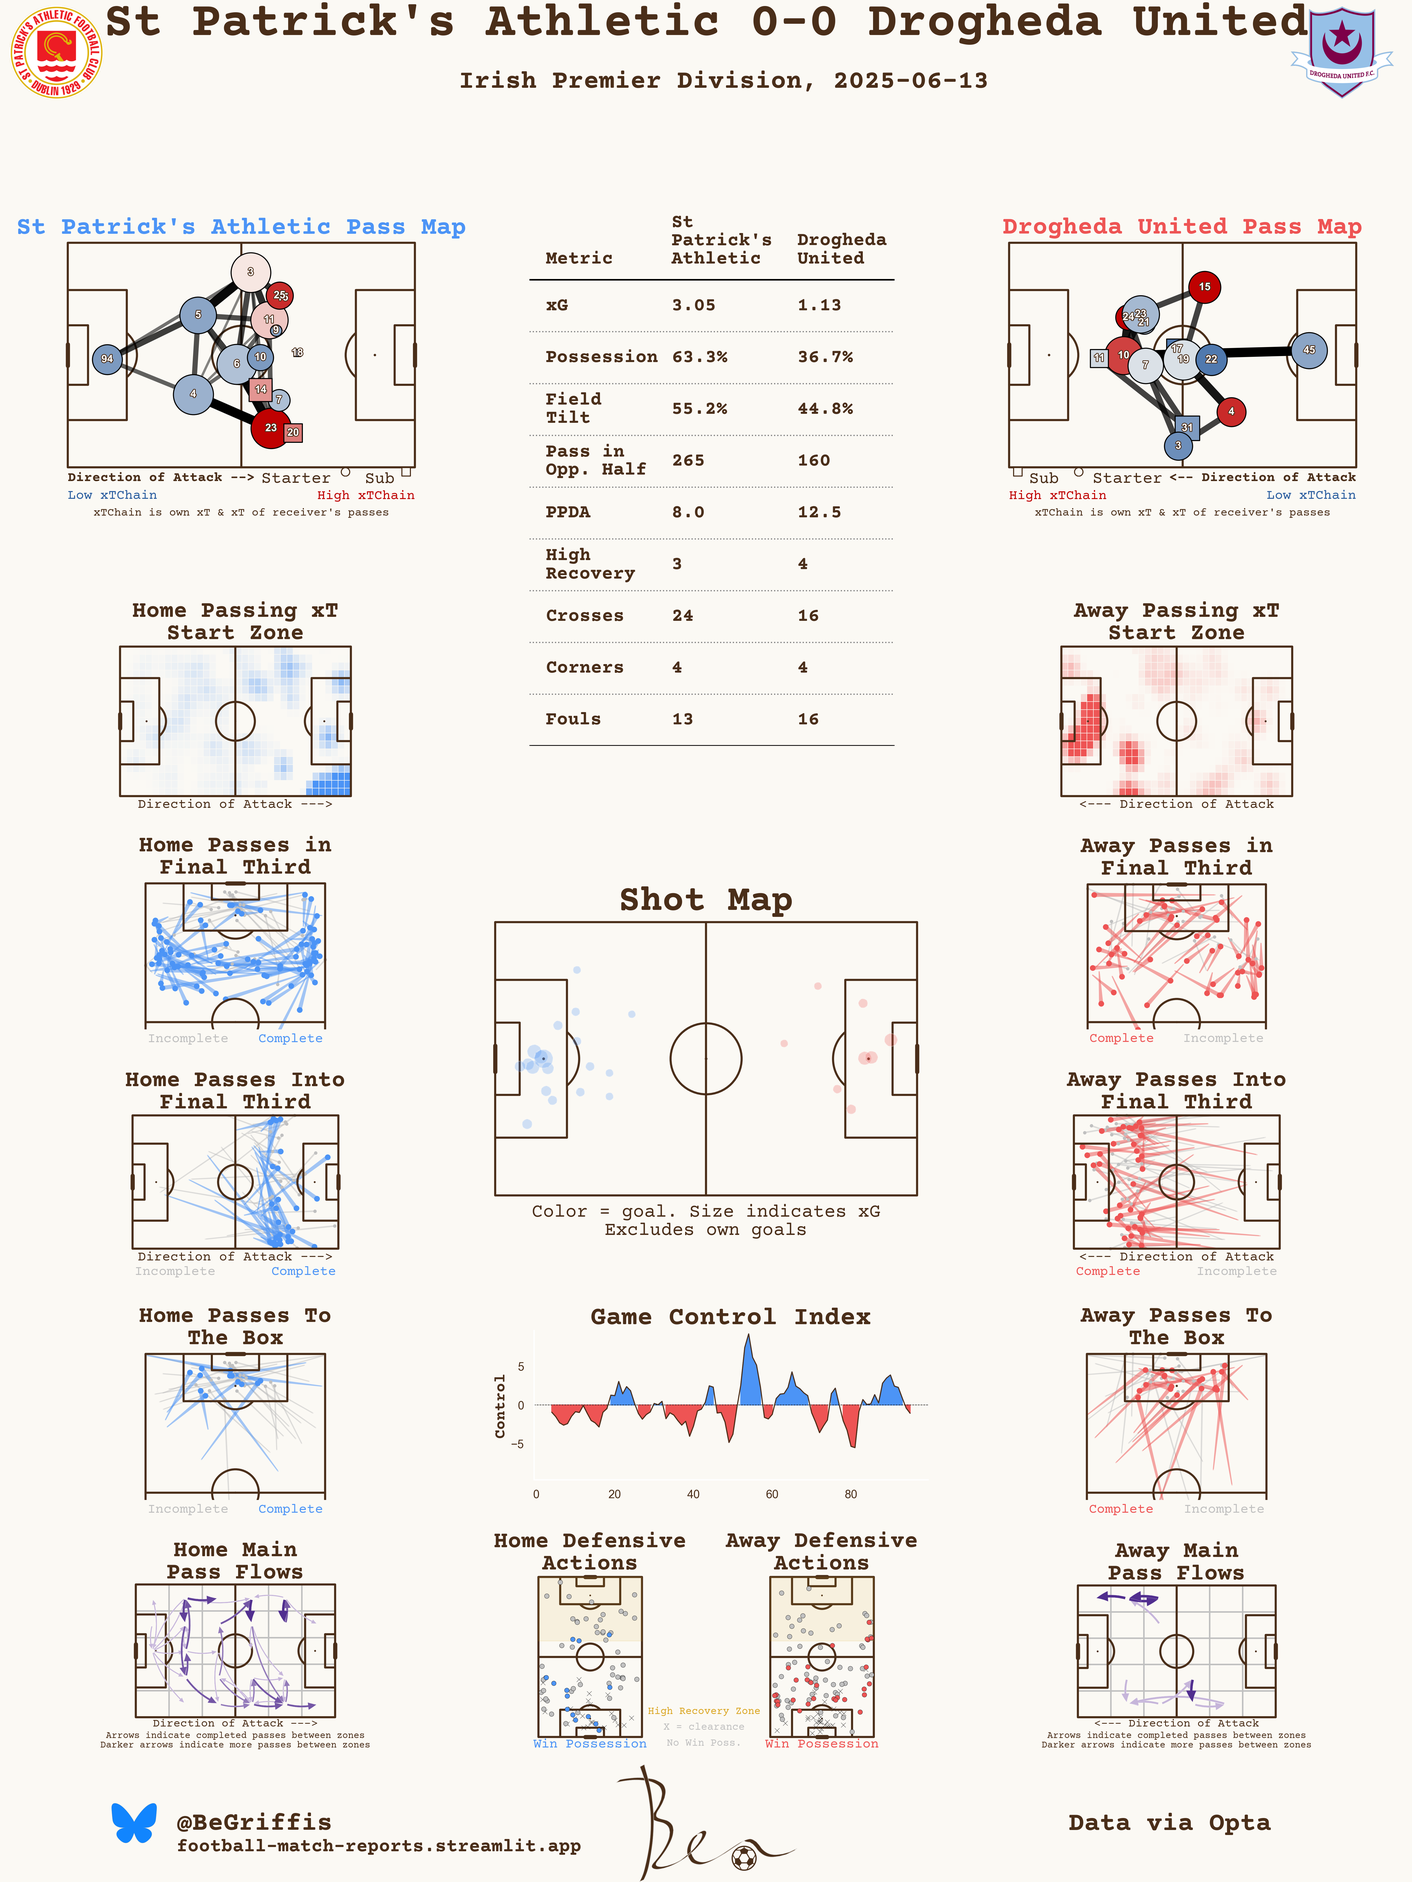 St Patrick's Athletic 0-0 Drogheda United
Irish Premier Division, 2025-06-13
ST PATRICK'S ATHLETIC FOOTBALL CLUB
DUBLIN 1929
DROGHEDA UNITED F.C.
St Patrick's Athletic Pass Map
3
25
11
9
5
94
6
10
18
4
14
7
23
20
Direction of Attack --> Starter Sub
Low xTChain High xTChain
xTChain is own xT & xT of receiver's passes
Metric St Patrick's Athletic Drogheda United
xG 3.05 1.13
Possession 63.3% 36.7%
Field Tilt 55.2% 44.8%
Pass in Opp. Half 265 160
PPDA 8.0 12.5
High Recovery 3 4
Crosses 24 16
Corners 4 4
Fouls 13 16
Drogheda United Pass Map
15
24
23
21
11
10
7
17
19
22
45
4
31
3
Sub Starter <-- Direction of Attack
High xTChain Low xTChain
xTChain is own xT & xT of receiver's passes
Home Passing xT
Start Zone
Direction of Attack --->
Away Passing xT
Start Zone
<--- Direction of Attack
Home Passes in
Final Third
Incomplete Complete
Away Passes in
Final Third
Complete Incomplete
Shot Map
Color = goal. Size indicates xG
Excludes own goals
Home Passes Into
Final Third
Direction of Attack --->
Incomplete Complete
Away Passes Into
Final Third
<--- Direction of Attack
Complete Incomplete
Home Passes To
The Box
Incomplete Complete
Game Control Index
Control
5
0
−5
0 20 40 60 80
Away Passes To
The Box
Complete Incomplete
Home Main
Pass Flows
Direction of Attack --->
Arrows indicate completed passes between zones
Darker arrows indicate more passes between zones
Home Defensive
Actions
Win Possession
High Recovery Zone
X = clearance
No Win Poss.
Away Defensive
Actions
Win Possession
Away Main
Pass Flows
<--- Direction of Attack
Arrows indicate completed passes between zones
Darker arrows indicate more passes between zones
@BeGriffis
football-match-reports.streamlit.app
Ben
Data via Opta